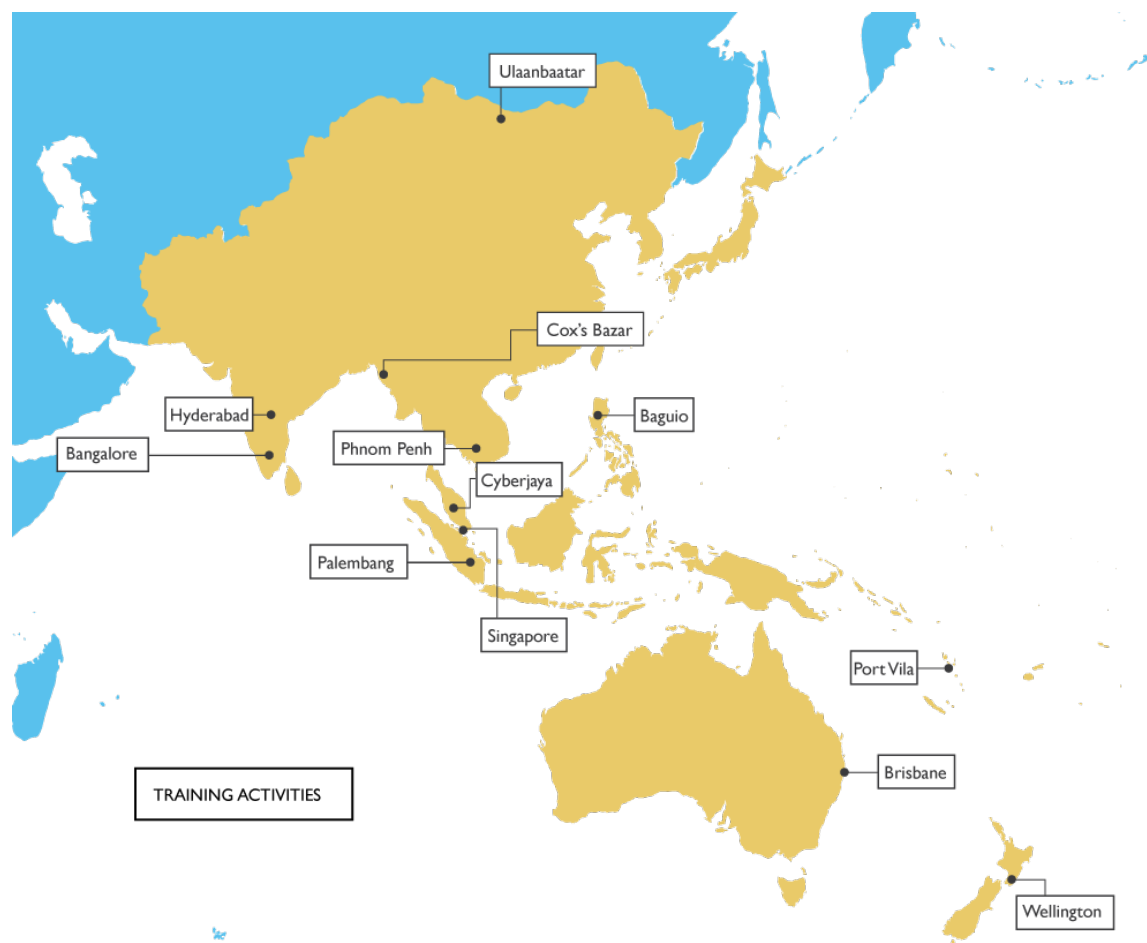 Ulaanbaatar
Cox's Bazar
Hyderabad
Baguio
Bangalore
Phnom Penh
Cyberjaya
Palembang
Singapore
Port Vila
Brisbane
TRAINING ACTIVITIES
Wellington